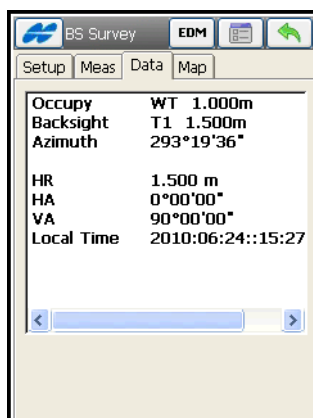 BS Survey EDM
Setup Meas Data Map
Occupy WT 1.000m
Backsight T1 1.500m
Azimuth 293°19'36"
HR 1.500 m
HA 0°00'00"
VA 90°00'00"
Local Time 2010:06:24::15:27